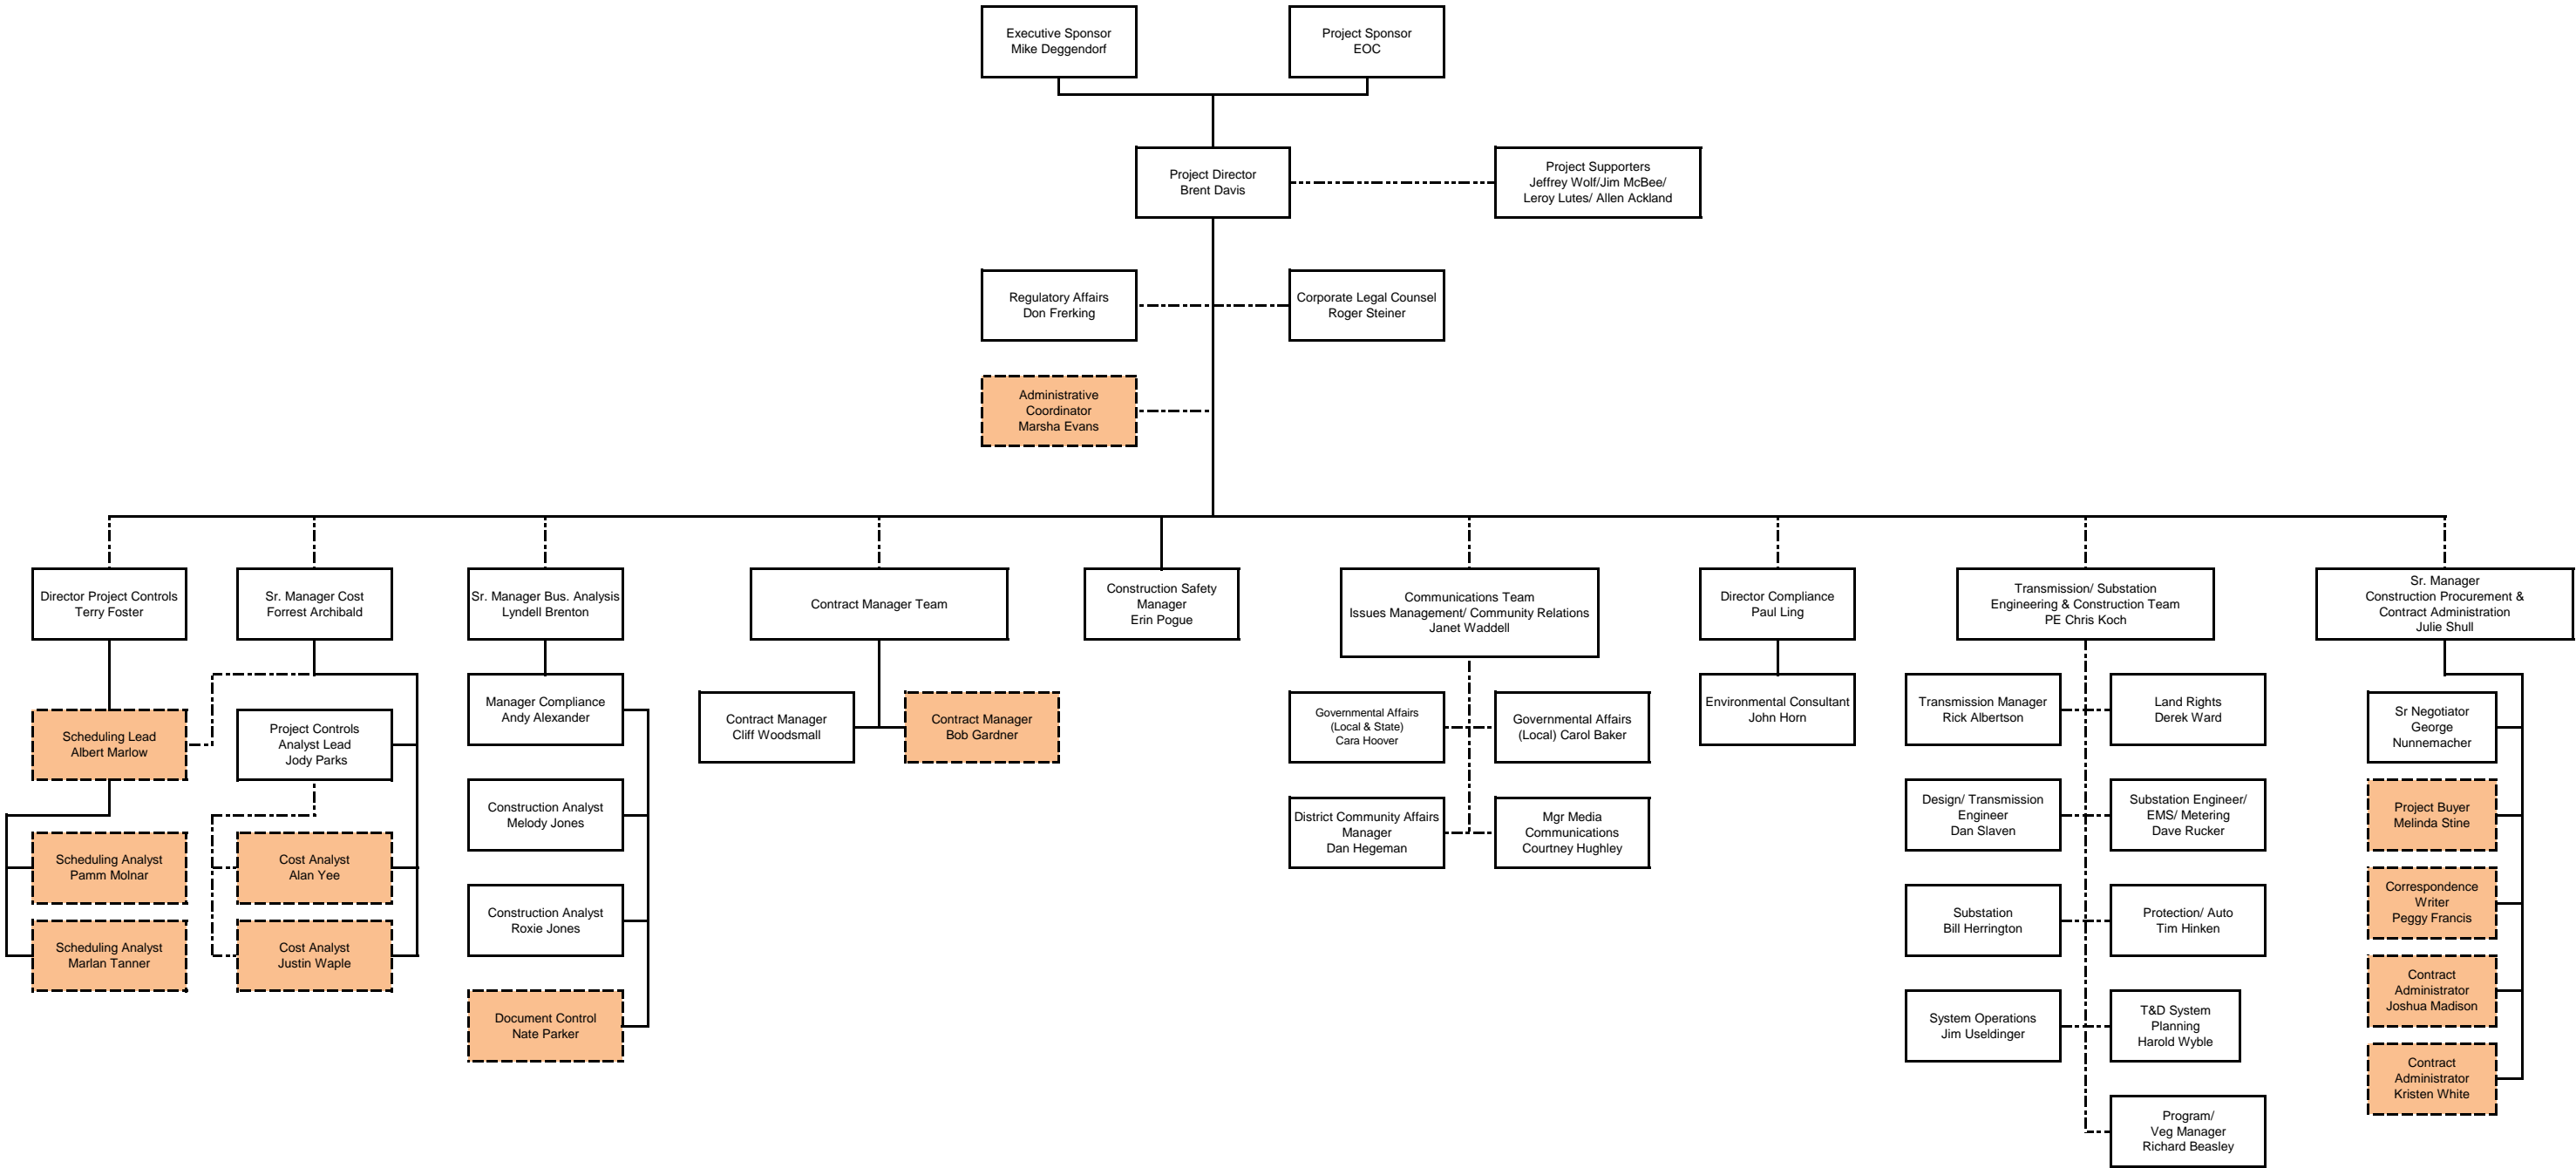 Executive Sponsor
Mike Deggendorf
Project Sponsor
EOC
Project Director
Brent Davis
Project Supporters
Jeffrey Wolf/Jim McBee/
Leroy Lutes/ Allen Ackland
Regulatory Affairs
Don Frerking
Corporate Legal Counsel
Roger Steiner
Administrative
Coordinator
Marsha Evans
Director Project Controls
Terry Foster
Sr. Manager Cost
Forrest Archibald
Sr. Manager Bus. Analysis
Lyndell Brenton
Contract Manager Team
Construction Safety
Manager
Erin Pogue
Communications Team
Issues Management/ Community Relations
Janet Waddell
Director Compliance
Paul Ling
Transmission/ Substation
Engineering & Construction Team
PE Chris Koch
Sr. Manager
Construction Procurement &
Contract Administration
Julie Shull
Scheduling Lead
Albert Marlow
Scheduling Analyst
Pamm Molnar
Scheduling Analyst
Marlan Tanner
Project Controls
Analyst Lead
Jody Parks
Cost Analyst
Alan Yee
Cost Analyst
Justin Waple
Manager Compliance
Andy Alexander
Construction Analyst
Melody Jones
Construction Analyst
Roxie Jones
Document Control
Nate Parker
Contract Manager
Cliff Woodsmall
Contract Manager
Bob Gardner
Governmental Affairs
(Local & State)
Cara Hoover
Governmental Affairs
(Local) Carol Baker
District Community Affairs
Manager
Dan Hegeman
Mgr Media
Communications
Courtney Hughley
Environmental Consultant
John Horn
Transmission Manager
Rick Albertson
Land Rights
Derek Ward
Design/ Transmission
Engineer
Dan Slaven
Substation Engineer/
EMS/ Metering
Dave Rucker
Substation
Bill Herrington
Protection/ Auto
Tim Hinken
System Operations
Jim Useldinger
T&D System
Planning
Harold Wyble
Program/
Veg Manager
Richard Beasley
Sr Negotiator
George
Nunnemacher
Project Buyer
Melinda Stine
Correspondence
Writer
Peggy Francis
Contract
Administrator
Joshua Madison
Contract
Administrator
Kristen White